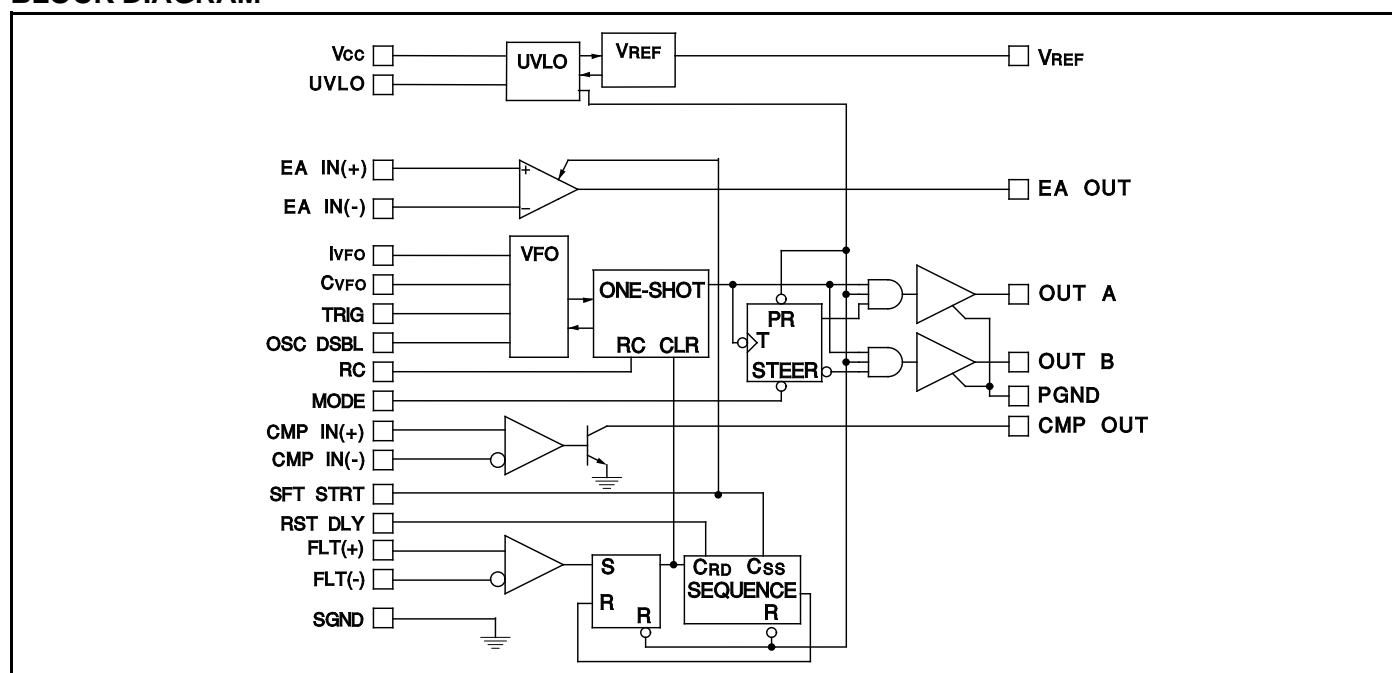 BLOCK DIAGRAM
VCC
UVLO
UVLO
VREF
VREF
EA IN(+)
EA IN(-)
+
−
EA OUT
IVFO
CVFO
TRIG
OSC DSBL
RC
MODE
VFO
ONE-SHOT
RC CLR
PR
T
STEER
OUT A
OUT B
PGND
CMP OUT
CMP IN(+)
CMP IN(-)
SFT STRT
RST DLY
FLT(+)
FLT(-)
SGND
S
R
R
CRD CSS
SEQUENCE
R